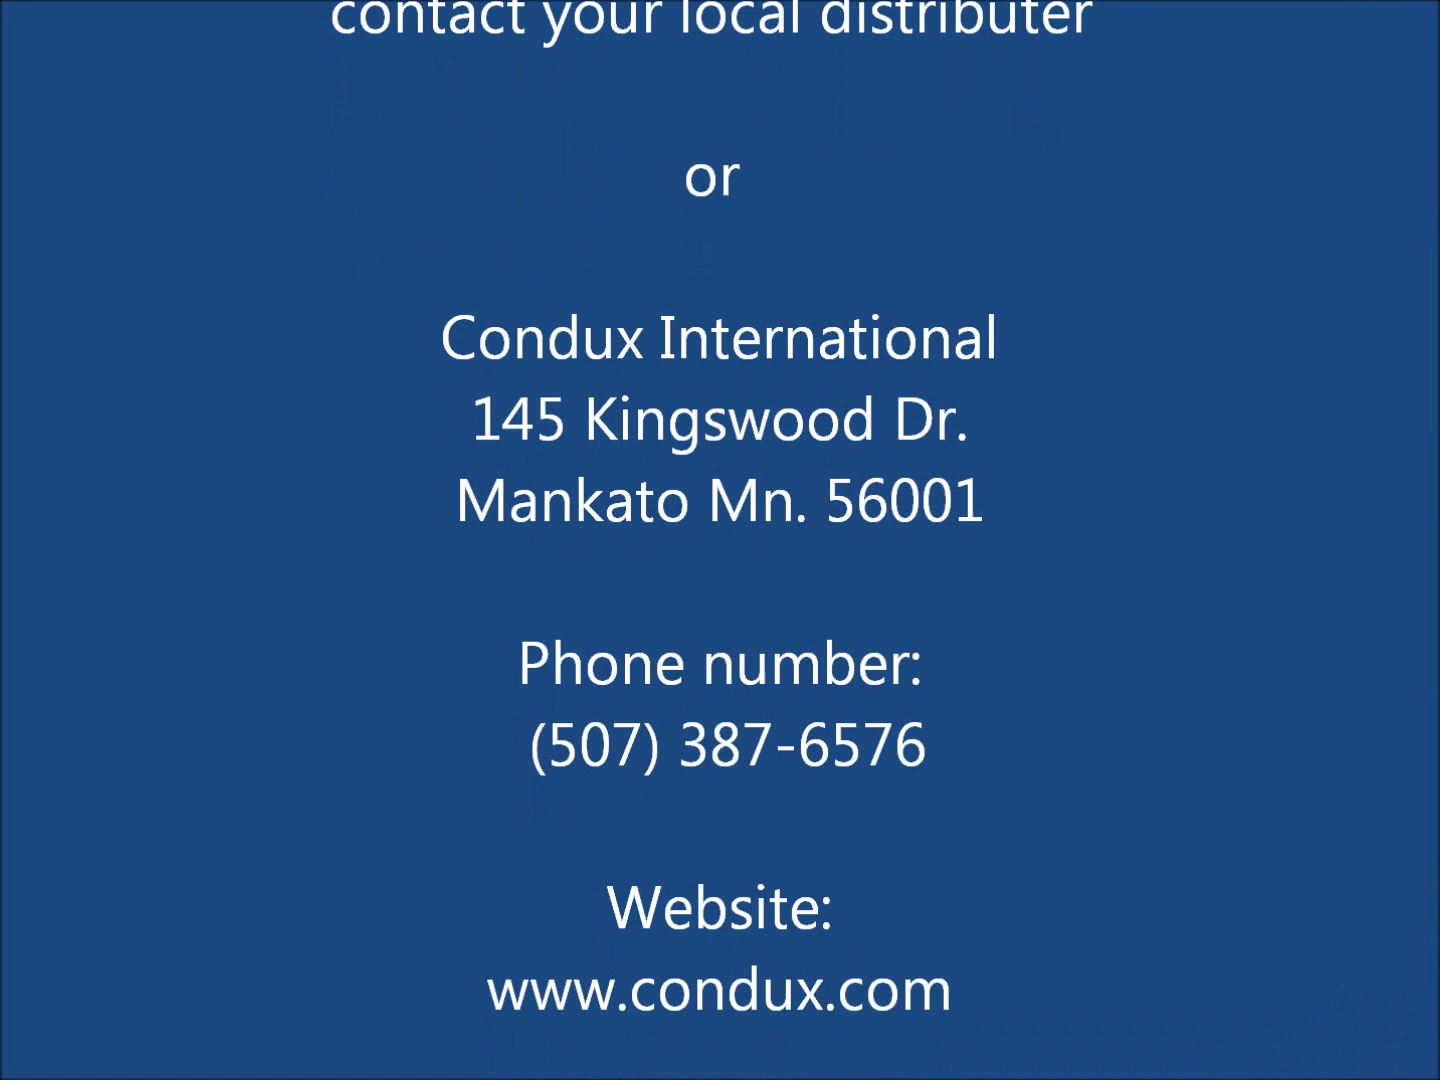 contact your local distributer
or
Condux International
145 Kingswood Dr.
Mankato Mn. 56001
Phone number:
(507) 387-6576
Website:
www.condux.com